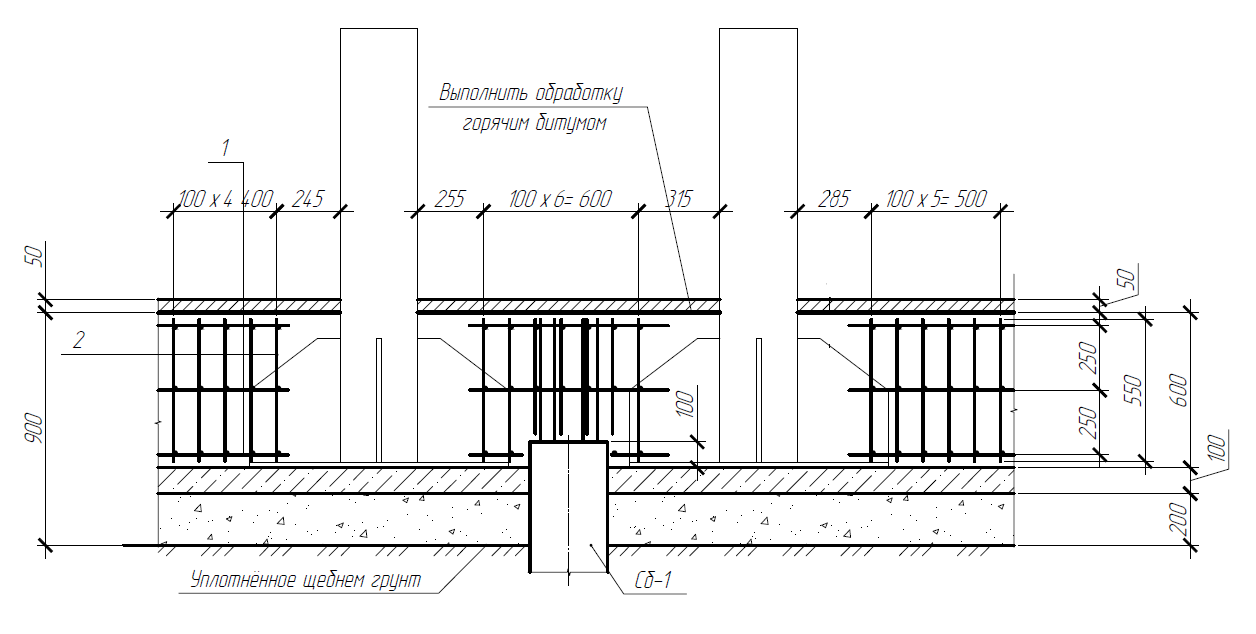 Выполнить обработку
горячим битумом
1
100 x 4 400
245
255
100 x 6= 600
315
285
100 x 5= 500
50
50
2
250
550
600
100
900
250
100
200
Уплотнённое щебнем грунт
Сб-1